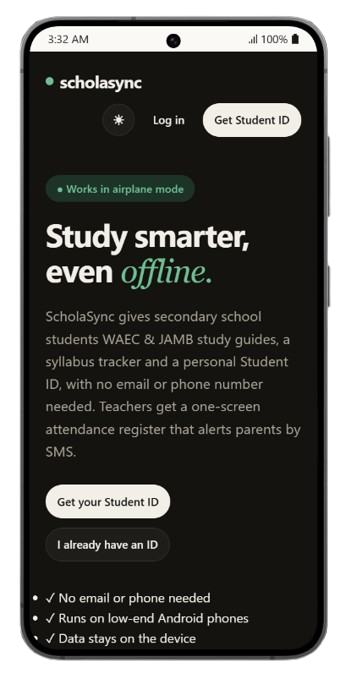 3:32 AM 100%
scholasync
☀ Log in Get Student ID
● Works in airplane mode
Study smarter,
even offline.
ScholaSync gives secondary school
students WAEC & JAMB study guides, a
syllabus tracker and a personal Student
ID, with no email or phone number
needed. Teachers get a one-screen
attendance register that alerts parents by
SMS.
Get your Student ID
I already have an ID
• ✓ No email or phone needed
• ✓ Runs on low-end Android phones
• ✓ Data stays on the device